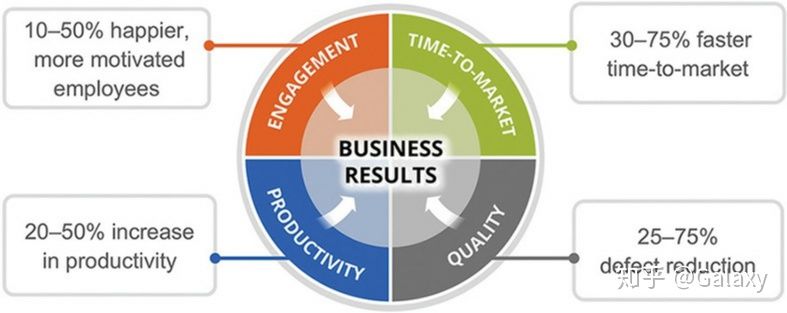 10–50% happier,
more motivated
employees
ENGAGEMENT
TIME-TO-MARKET
30–75% faster
time-to-market
BUSINESS
RESULTS
20–50% increase
in productivity
PRODUCTIVITY
QUALITY
25–75%
defect reduction
知乎 @Galaxy